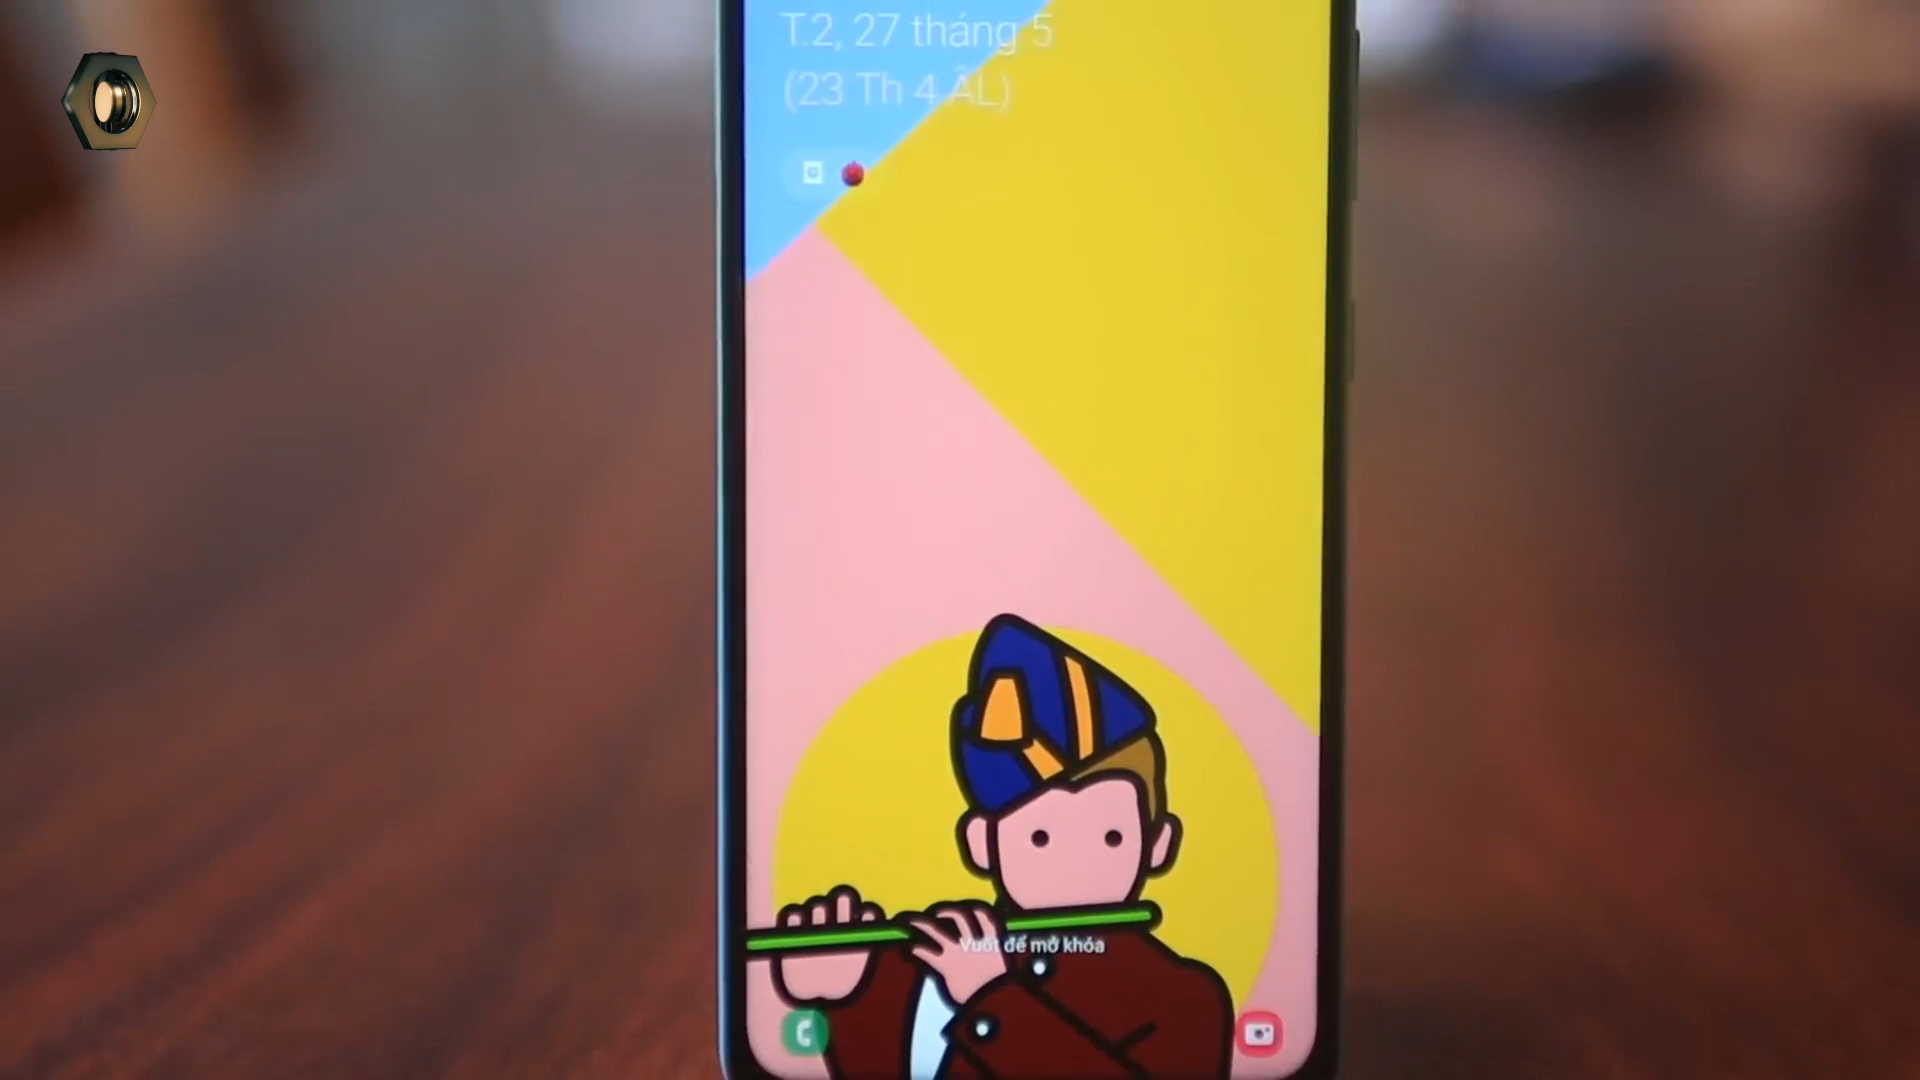 T.2, 27 tháng 5
(23 Th 4 ÂL)
Vuốt để mở khóa